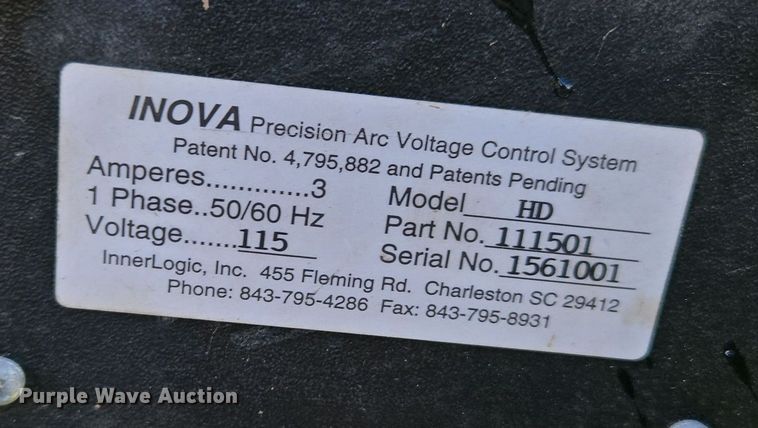 INOVA Precision Arc Voltage Control System
Patent No. 4,795,882 and Patents Pending
Amperes.............3
1 Phase..50/60 Hz
Voltage.......115
Model HD
Part No. 111501
Serial No. 1561001
InnerLogic, Inc. 455 Fleming Rd. Charleston SC 29412
Phone: 843-795-4286 Fax: 843-795-8931
Purple Wave Auction